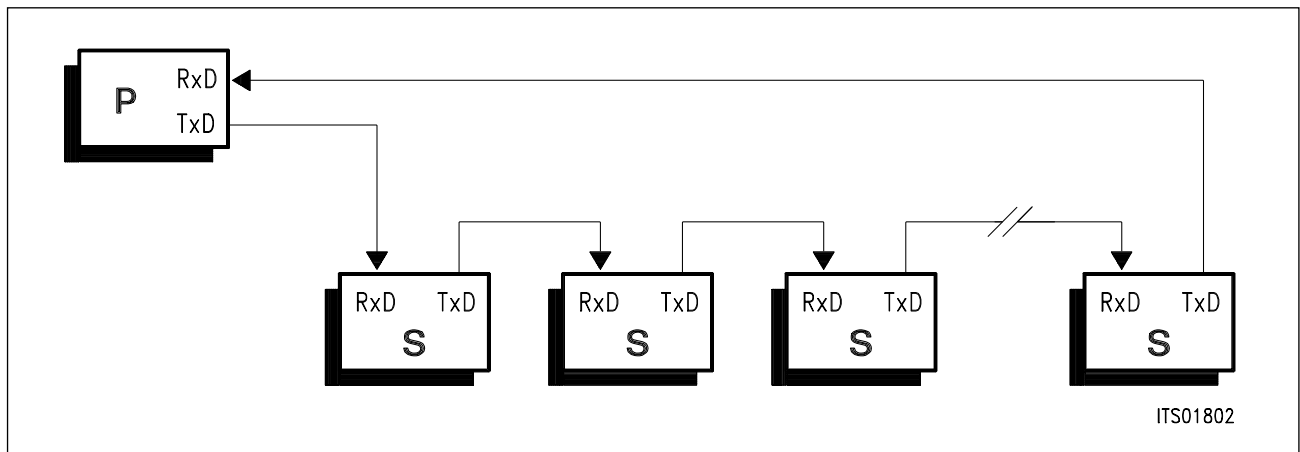 RxD
P
TxD
RxD TxD RxD TxD RxD TxD RxD TxD
S S S S
ITS01802